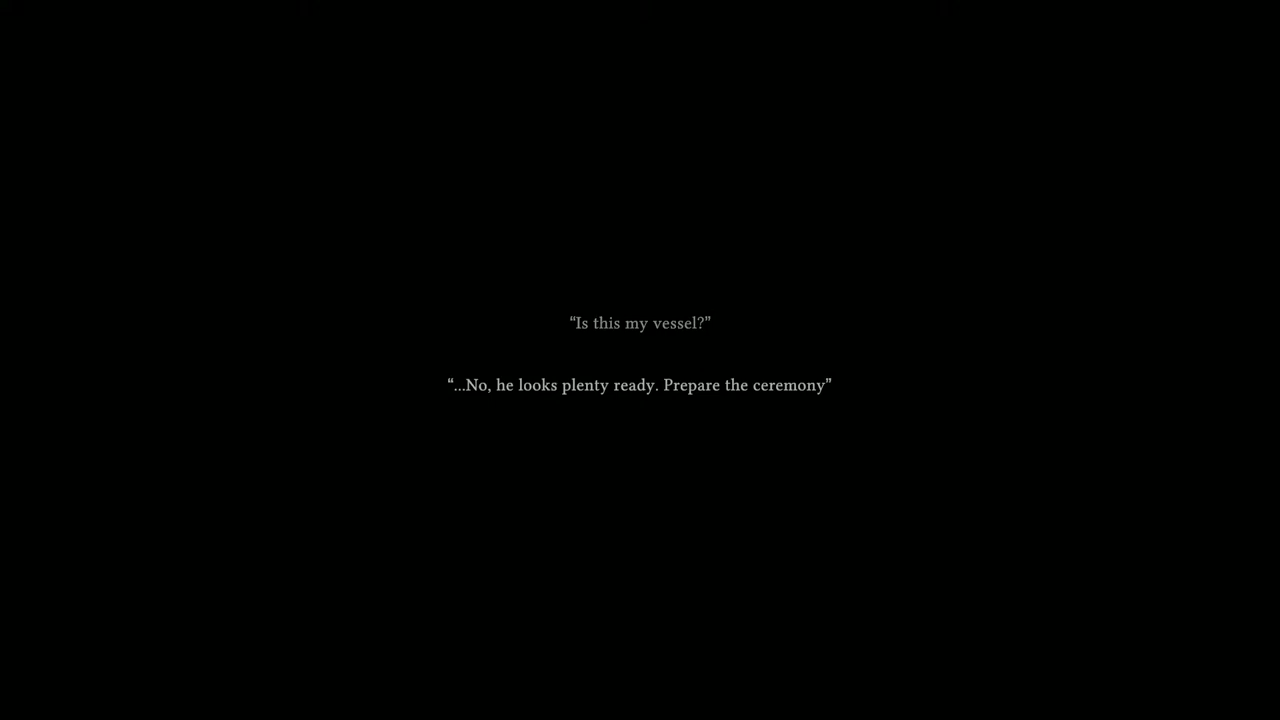 “Is this my vessel?”
“...No, he looks plenty ready. Prepare the ceremony”